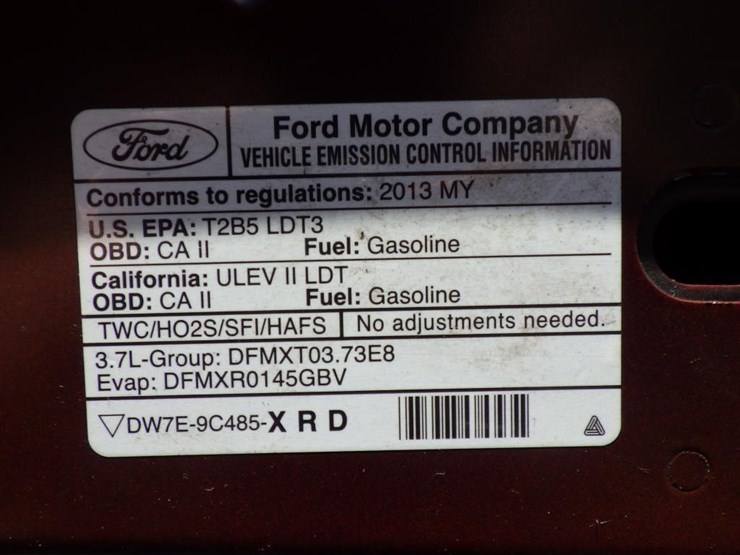 Ford
Ford Motor Company
VEHICLE EMISSION CONTROL INFORMATION
Conforms to regulations: 2013 MY
U.S. EPA: T2B5 LDT3
OBD: CA II Fuel: Gasoline
California: ULEV II LDT
OBD: CA II Fuel: Gasoline
TWC/HO2S/SFI/HAFS No adjustments needed.
3.7L-Group: DFMXT03.73E8
Evap: DFMXR0145GBV
DW7E-9C485-X R D